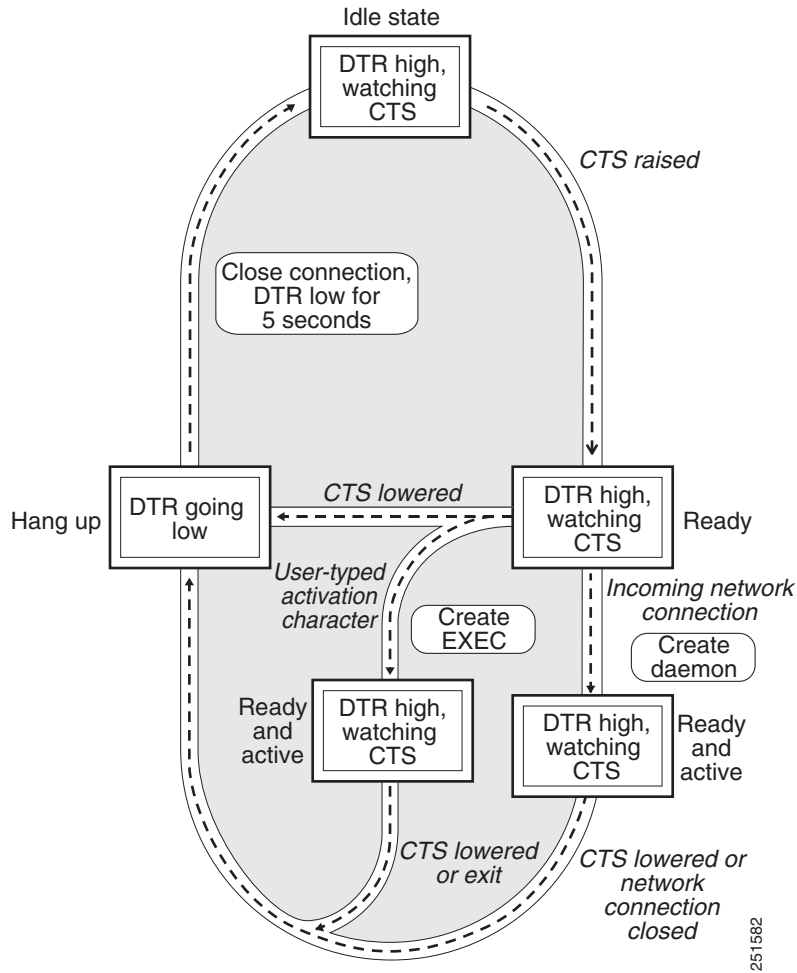 Idle state
DTR high,
watching
CTS
CTS raised
Close connection,
DTR low for
5 seconds
Hang up
DTR going
low
CTS lowered
DTR high,
watching
CTS
Ready
User-typed
activation
character
Create
EXEC
Incoming network
connection
Create
daemon
Ready
and
active
DTR high,
watching
CTS
DTR high,
watching
CTS
Ready
and
active
CTS lowered
or exit
CTS lowered or
network
connection
closed
251582